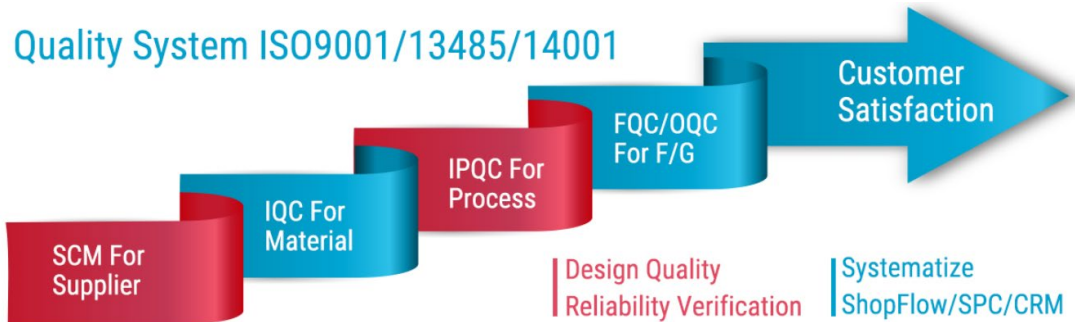 Quality System ISO9001/13485/14001
SCM For
Supplier
IQC For
Material
IPQC For
Process
FQC/OQC
For F/G
Customer
Satisfaction
Design Quality
Reliability Verification
Systematize
ShopFlow/SPC/CRM